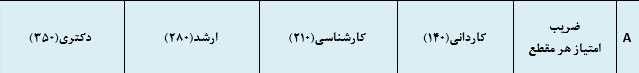 A
ضریب
امتیاز هر مقطع
کاردانی(۱۴۰)
کارشناسی(۲۱۰)
ارشد(۲۸۰)
دکتری(۳۵۰)